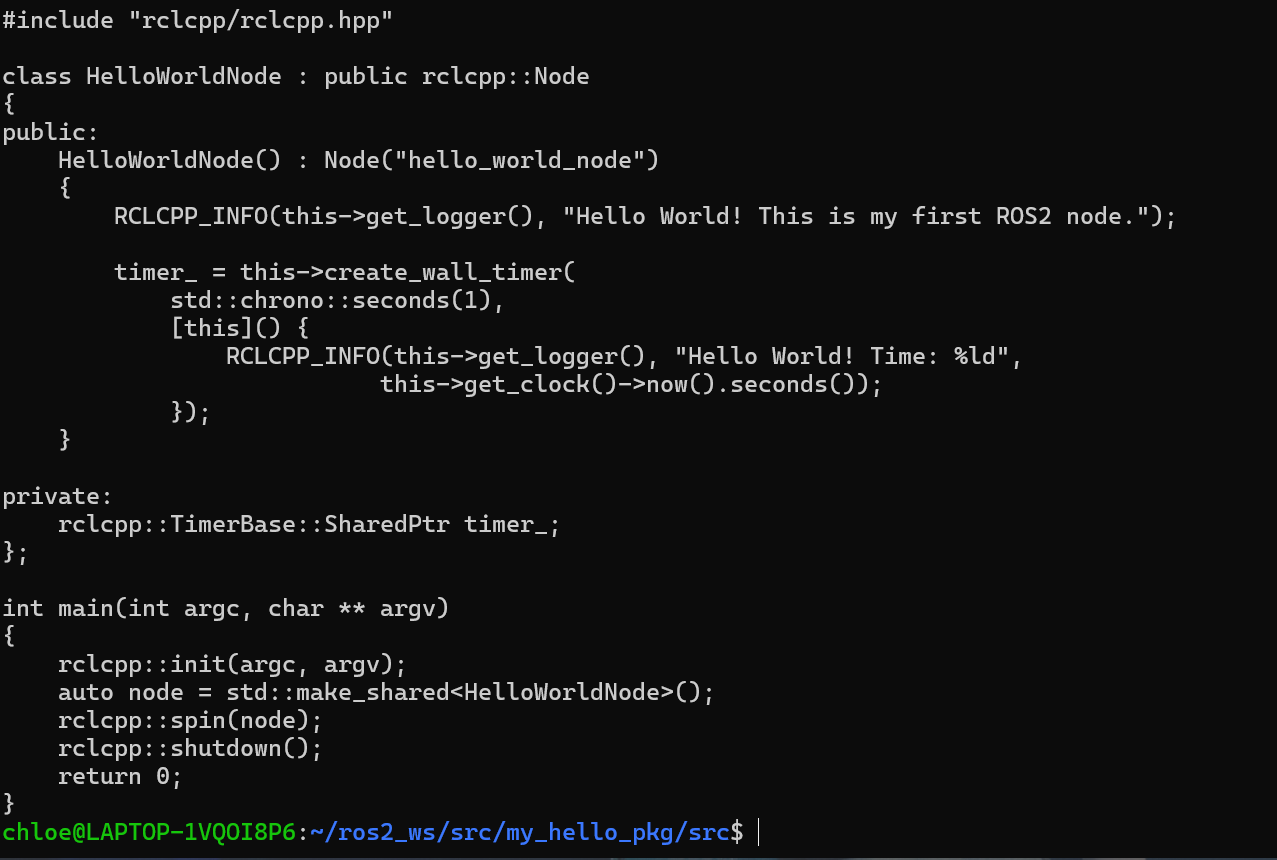 #include "rclcpp/rclcpp.hpp"

class HelloWorldNode : public rclcpp::Node
{
public:
    HelloWorldNode() : Node("hello_world_node")
    {
        RCLCPP_INFO(this->get_logger(), "Hello World! This is my first ROS2 node.");

        timer_ = this->create_wall_timer(
            std::chrono::seconds(1),
            [this]() {
                RCLCPP_INFO(this->get_logger(), "Hello World! Time: %ld",
                           this->get_clock()->now().seconds());
            });
    }

private:
    rclcpp::TimerBase::SharedPtr timer_;
};

int main(int argc, char ** argv)
{
    rclcpp::init(argc, argv);
    auto node = std::make_shared<HelloWorldNode>();
    rclcpp::spin(node);
    rclcpp::shutdown();
    return 0;
}
chloe@LAPTOP-1VQOI8P6:~/ros2_ws/src/my_hello_pkg/src$